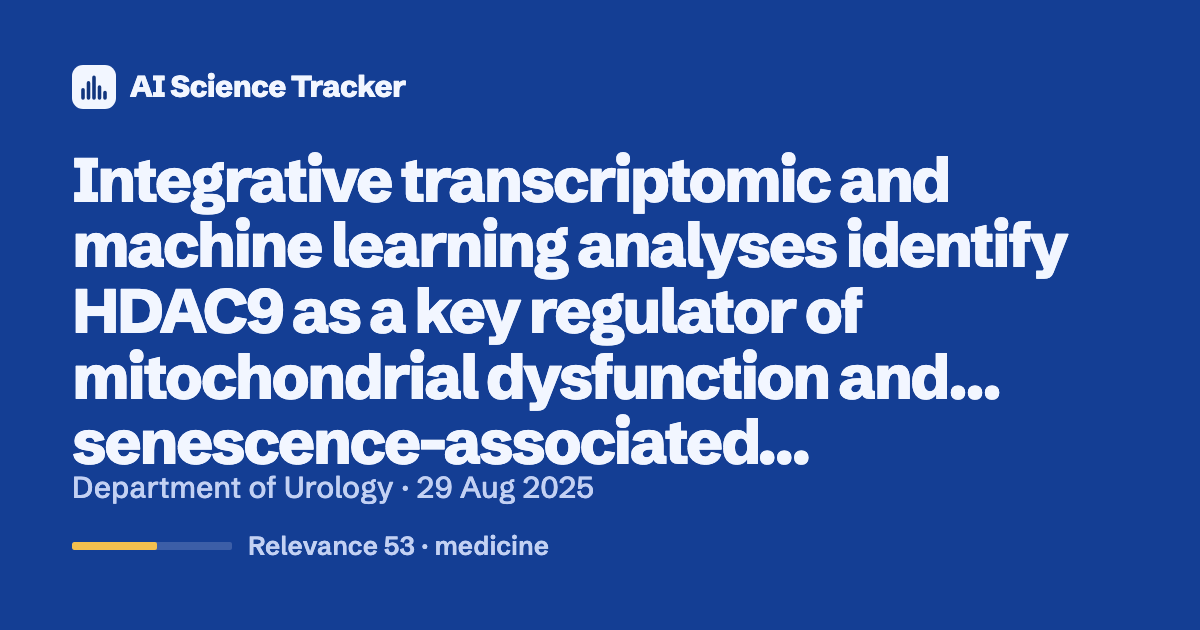 AI Science Tracker
Integrative transcriptomic and
machine learning analyses identify
HDAC9 as a key regulator of
mitochondrial dysfunction and...
senescence-associated...
Department of Urology · 29 Aug 2025
Relevance 53 · medicine